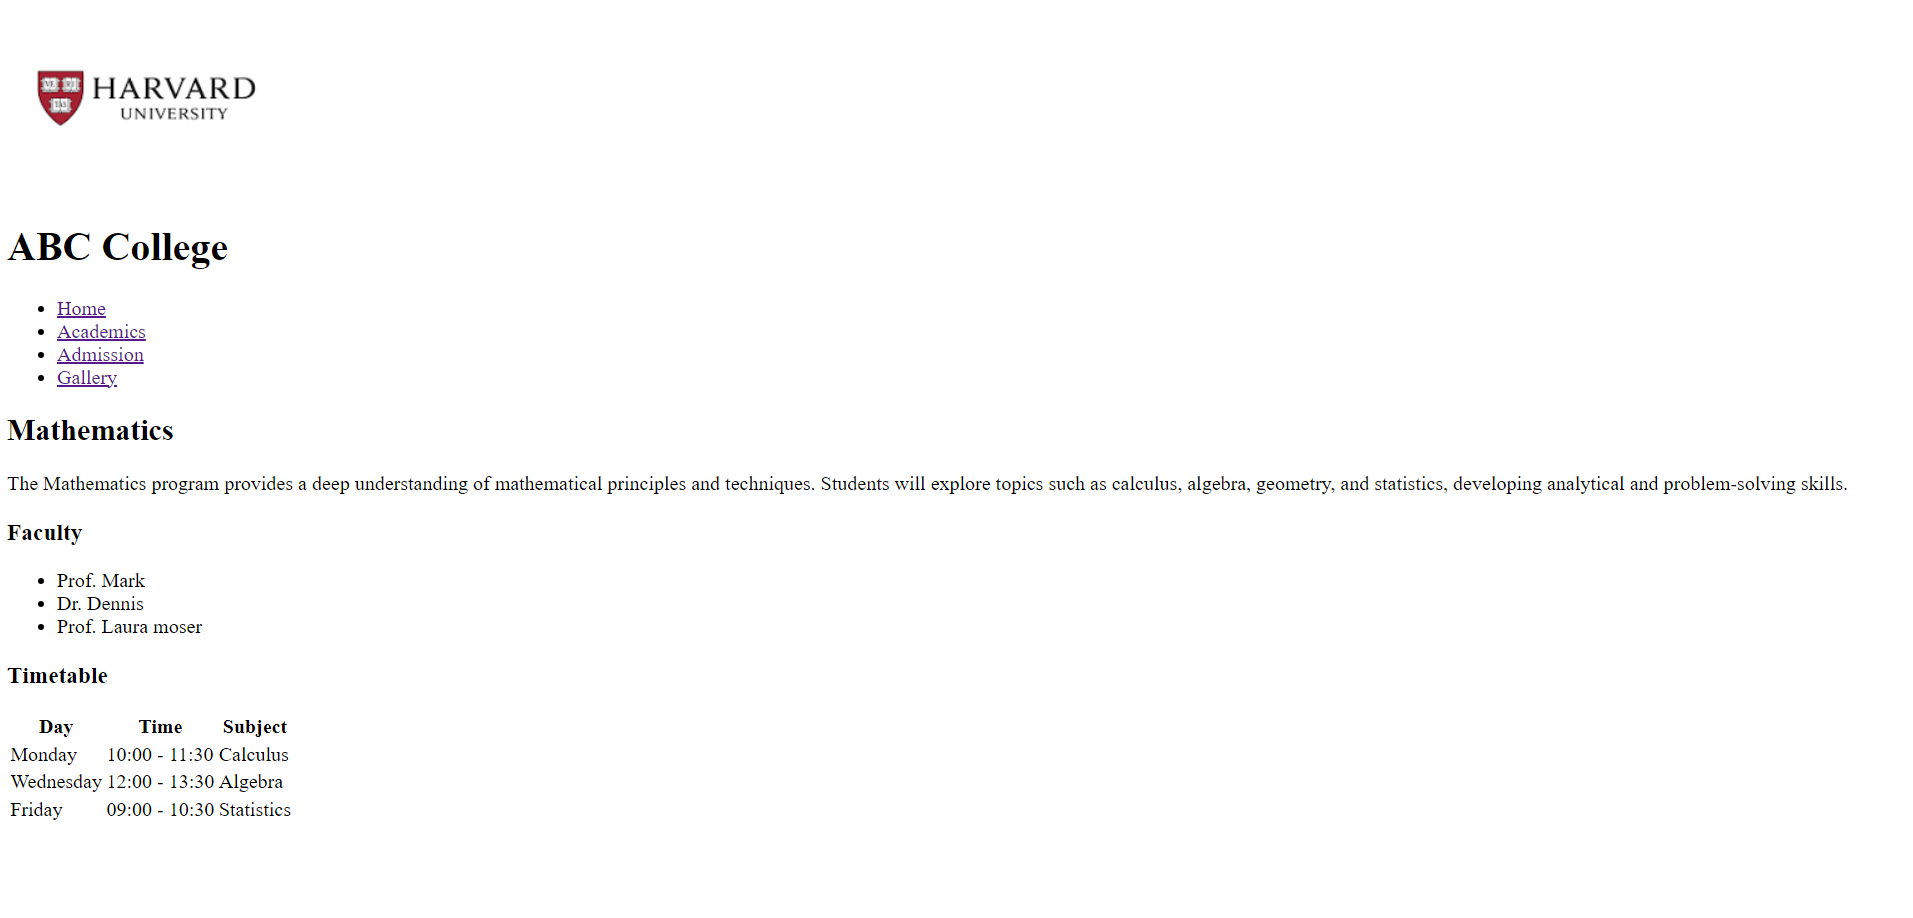 HARVARD
UNIVERSITY
ABC College
Home
Academics
Admission
Gallery
Mathematics
The Mathematics program provides a deep understanding of mathematical principles and techniques. Students will explore topics such as calculus, algebra, geometry, and statistics, developing analytical and problem-solving skills.
Faculty
Prof. Mark
Dr. Dennis
Prof. Laura moser
Timetable
Day Time Subject
Monday 10:00 - 11:30 Calculus
Wednesday 12:00 - 13:30 Algebra
Friday 09:00 - 10:30 Statistics